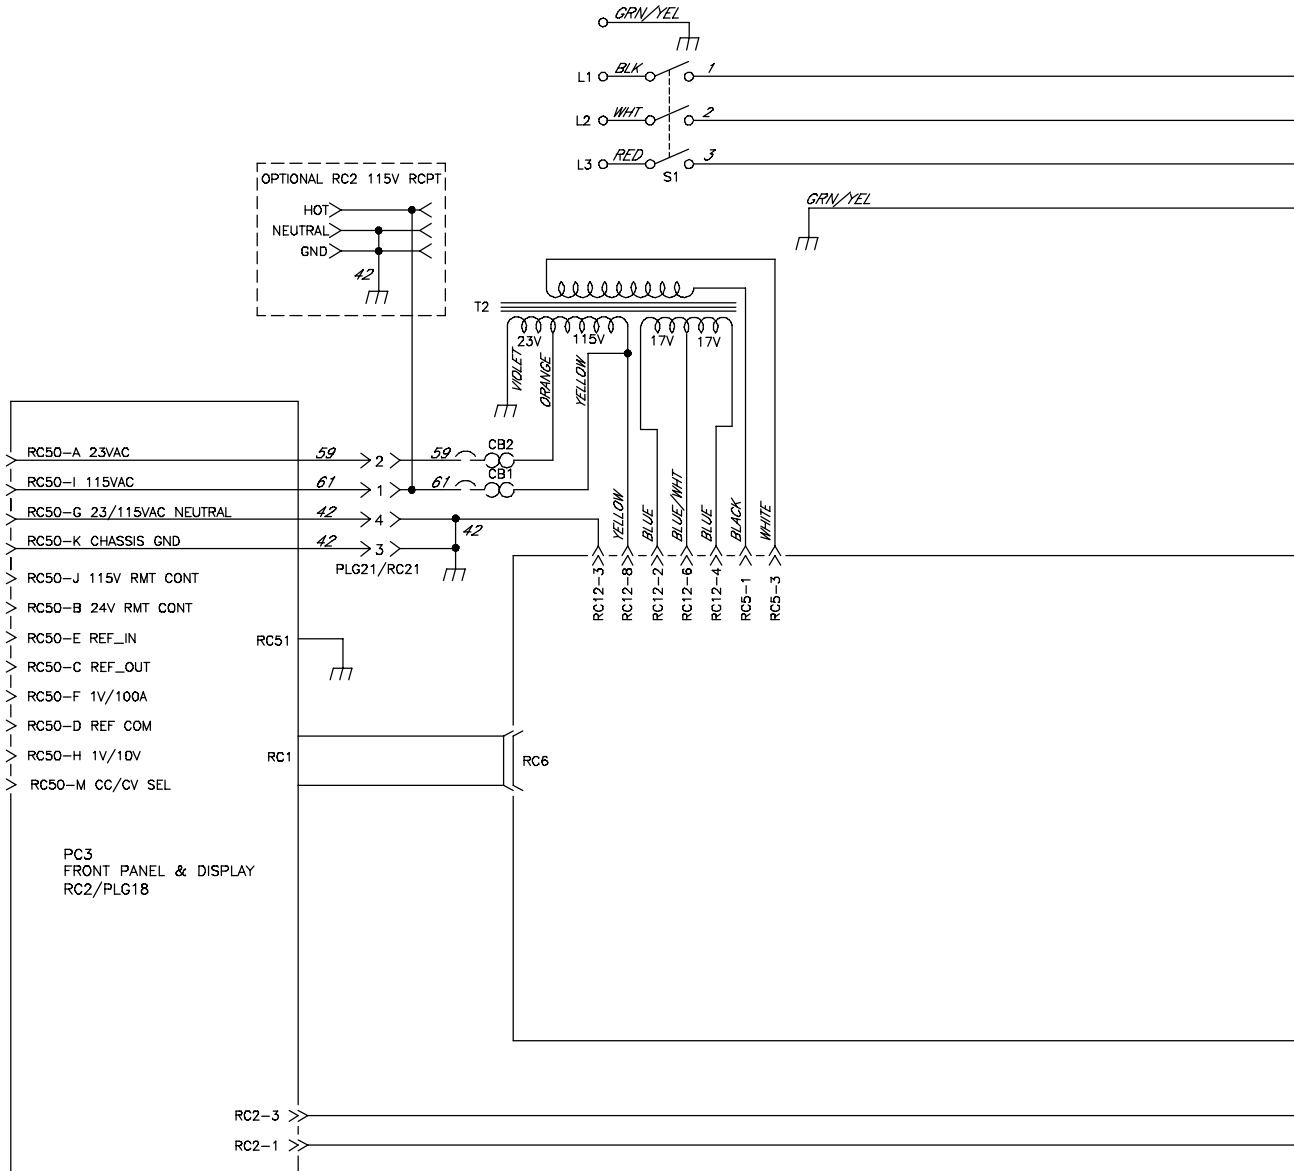 GRN/YEL
L1 BLK 1
L2 WHT 2
L3 RED 3
S1
GRN/YEL
OPTIONAL RC2 115V RCPT
HOT
NEUTRAL
GND
42
T2
23V 115V 17V 17V
VIOLET
ORANGE
YELLOW
RC50-A 23VAC 59 2 59 CB2
RC50-I 115VAC 61 1 61 CB1
RC50-G 23/115VAC NEUTRAL 42 4 42
RC50-K CHASSIS GND 42 3
PLG21/RC21
YELLOW
BLUE
BLUE/WHT
BLUE
BLACK
WHITE
RC12-3
RC12-8
RC12-2
RC12-6
RC12-4
RC5-1
RC5-3
RC50-J 115V RMT CONT
RC50-B 24V RMT CONT
RC50-E REF_IN
RC51
RC50-C REF_OUT
RC50-F 1V/100A
RC50-D REF COM
RC50-H 1V/10V
RC1
RC6
RC50-M CC/CV SEL
PC3
FRONT PANEL & DISPLAY
RC2/PLG18
RC2-3
RC2-1